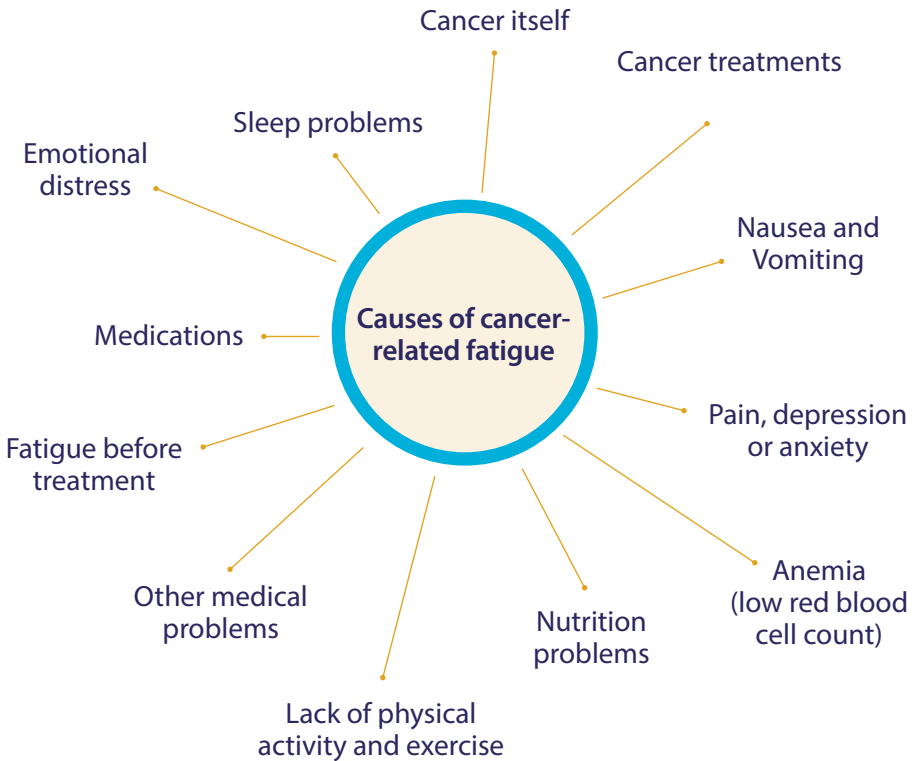 Cancer itself
Cancer treatments
Sleep problems
Emotional
distress
Nausea and
Vomiting
Causes of cancer-
related fatigue
Medications
Pain, depression
or anxiety
Fatigue before
treatment
Anemia
(low red blood
cell count)
Other medical
problems
Nutrition
problems
Lack of physical
activity and exercise